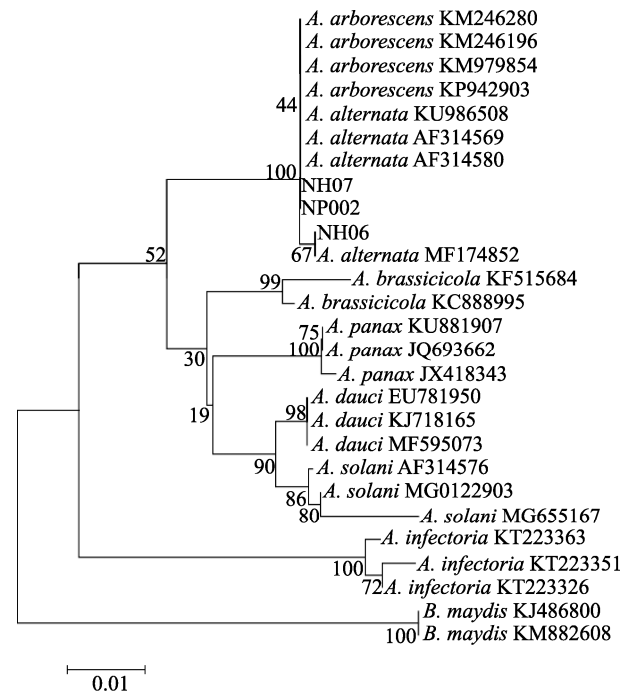 A. arborescens KM246280
A. arborescens KM246196
A. arborescens KM979854
A. arborescens KP942903
44
A. alternata KU986508
A. alternata AF314569
A. alternata AF314580
100
NH07
NP002
NH06
52
67 A. alternata MF174852
99 A. brassicicola KF515684
A. brassicicola KC888995
75 A. panax KU881907
100 A. panax JQ693662
30
A. panax JX418343
A. dauci EU781950
19 98 A. dauci KJ718165
A. dauci MF595073
90 A. solani AF314576
86 A. solani MG0122903
80 A. solani MG655167
A. infectoria KT223363
100 A. infectoria KT223351
72 A. infectoria KT223326
B. maydis KJ486800
100 B. maydis KM882608
0.01